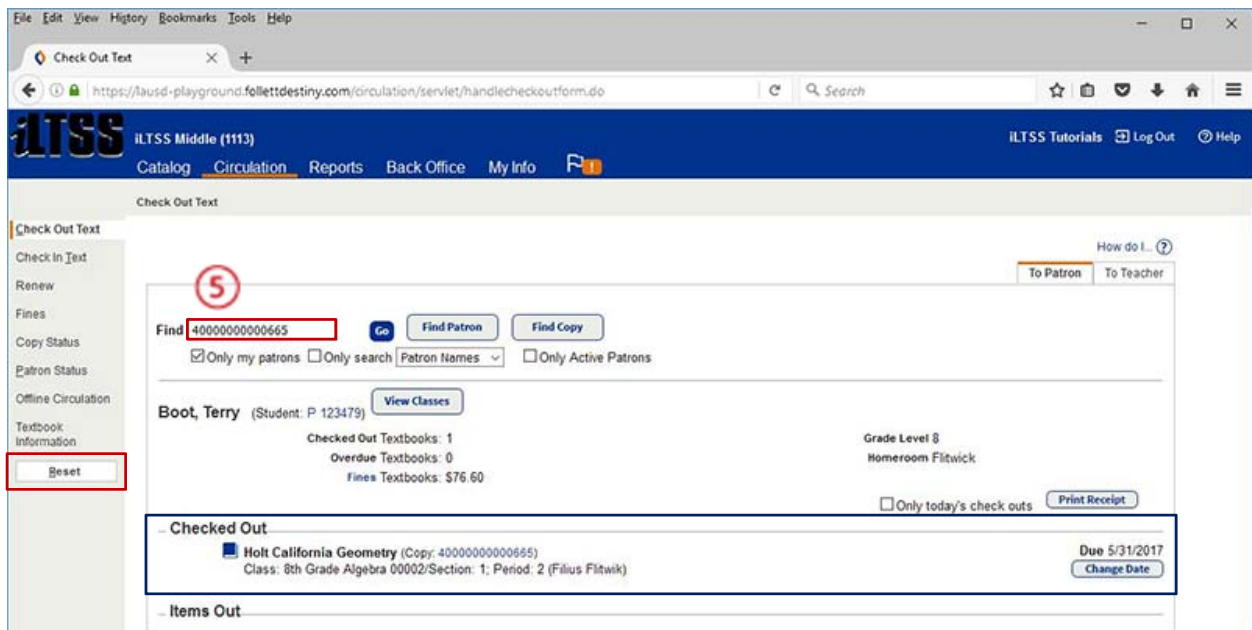 File Edit View History Bookmarks Tools Help
Check Out Text
https://lausd-playground.follettdestiny.com/circulation/servlet/handlecheckoutform.do
Search
iLTSS
iLTSS Middle (1113)
iLTSS Tutorials Log Out Help
Catalog Circulation Reports Back Office My Info
Check Out Text
Check Out Text
Check In Text
Renew
Fines
Copy Status
Patron Status
Offline Circulation
Textbook
Information
Reset
How do I... ?
To Patron To Teacher
5
Find 40000000000665 Go Find Patron Find Copy
Only my patrons Only search Patron Names Only Active Patrons
Boot, Terry (Student: P 123479) View Classes
Checked Out Textbooks: 1 Grade Level 8
Overdue Textbooks: 0 Homeroom Flitwick
Fines Textbooks: $76.60
Only today's check outs Print Receipt
Checked Out
Holt California Geometry (Copy: 40000000000665) Due 5/31/2017
Class: 8th Grade Algebra 00002/Section: 1; Period: 2 (Filius Flitwik) Change Date
Items Out